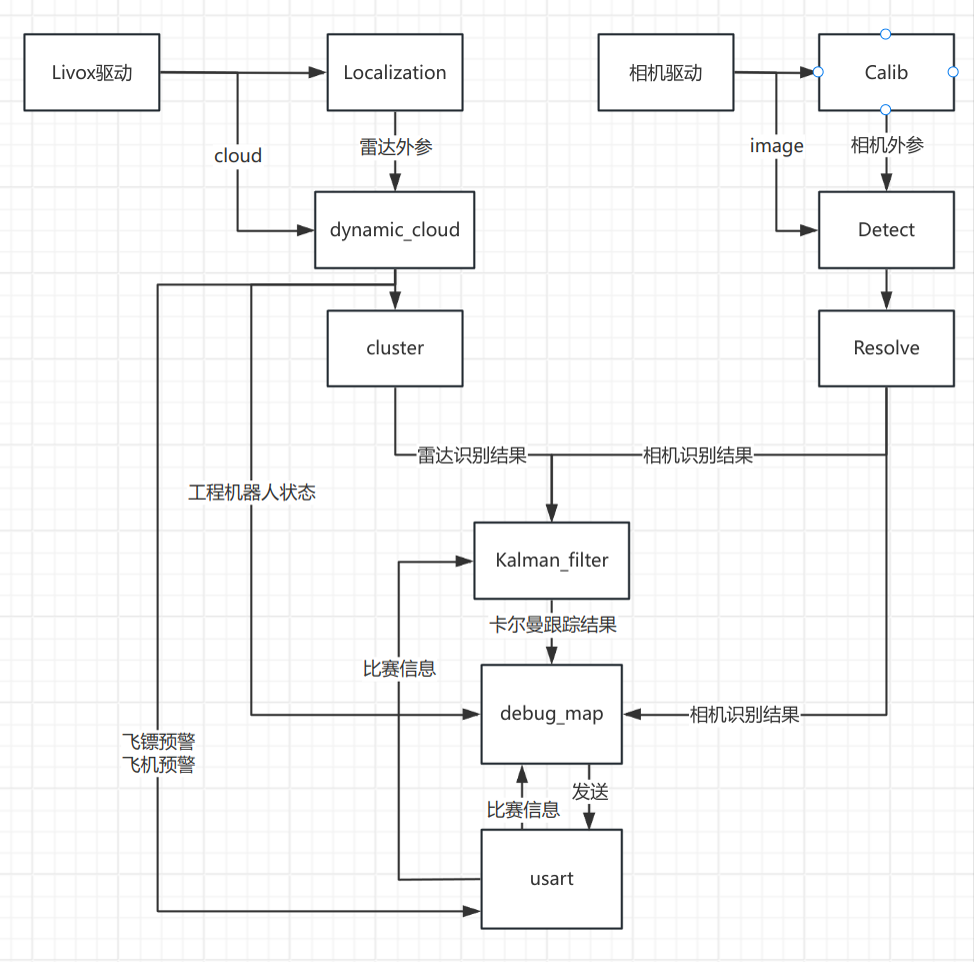 Livox驱动
Localization
相机驱动
Calib
cloud
雷达外参
image
相机外参
dynamic_cloud
Detect
cluster
Resolve
雷达识别结果
相机识别结果
工程机器人状态
Kalman_filter
卡尔曼跟踪结果
比赛信息
debug_map
相机识别结果
飞镖预警
飞机预警
发送
比赛信息
usart